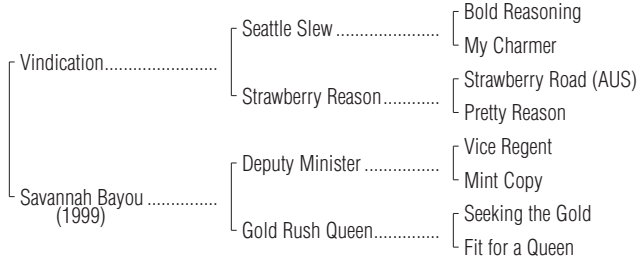 Bold Reasoning
Seattle Slew ....................
My Charmer
Vindication......................
Strawberry Road (AUS)
Strawberry Reason...........
Pretty Reason
Vice Regent
Deputy Minister ...............
Mint Copy
Savannah Bayou ..............
(1999)
Seeking the Gold
Gold Rush Queen.............
Fit for a Queen